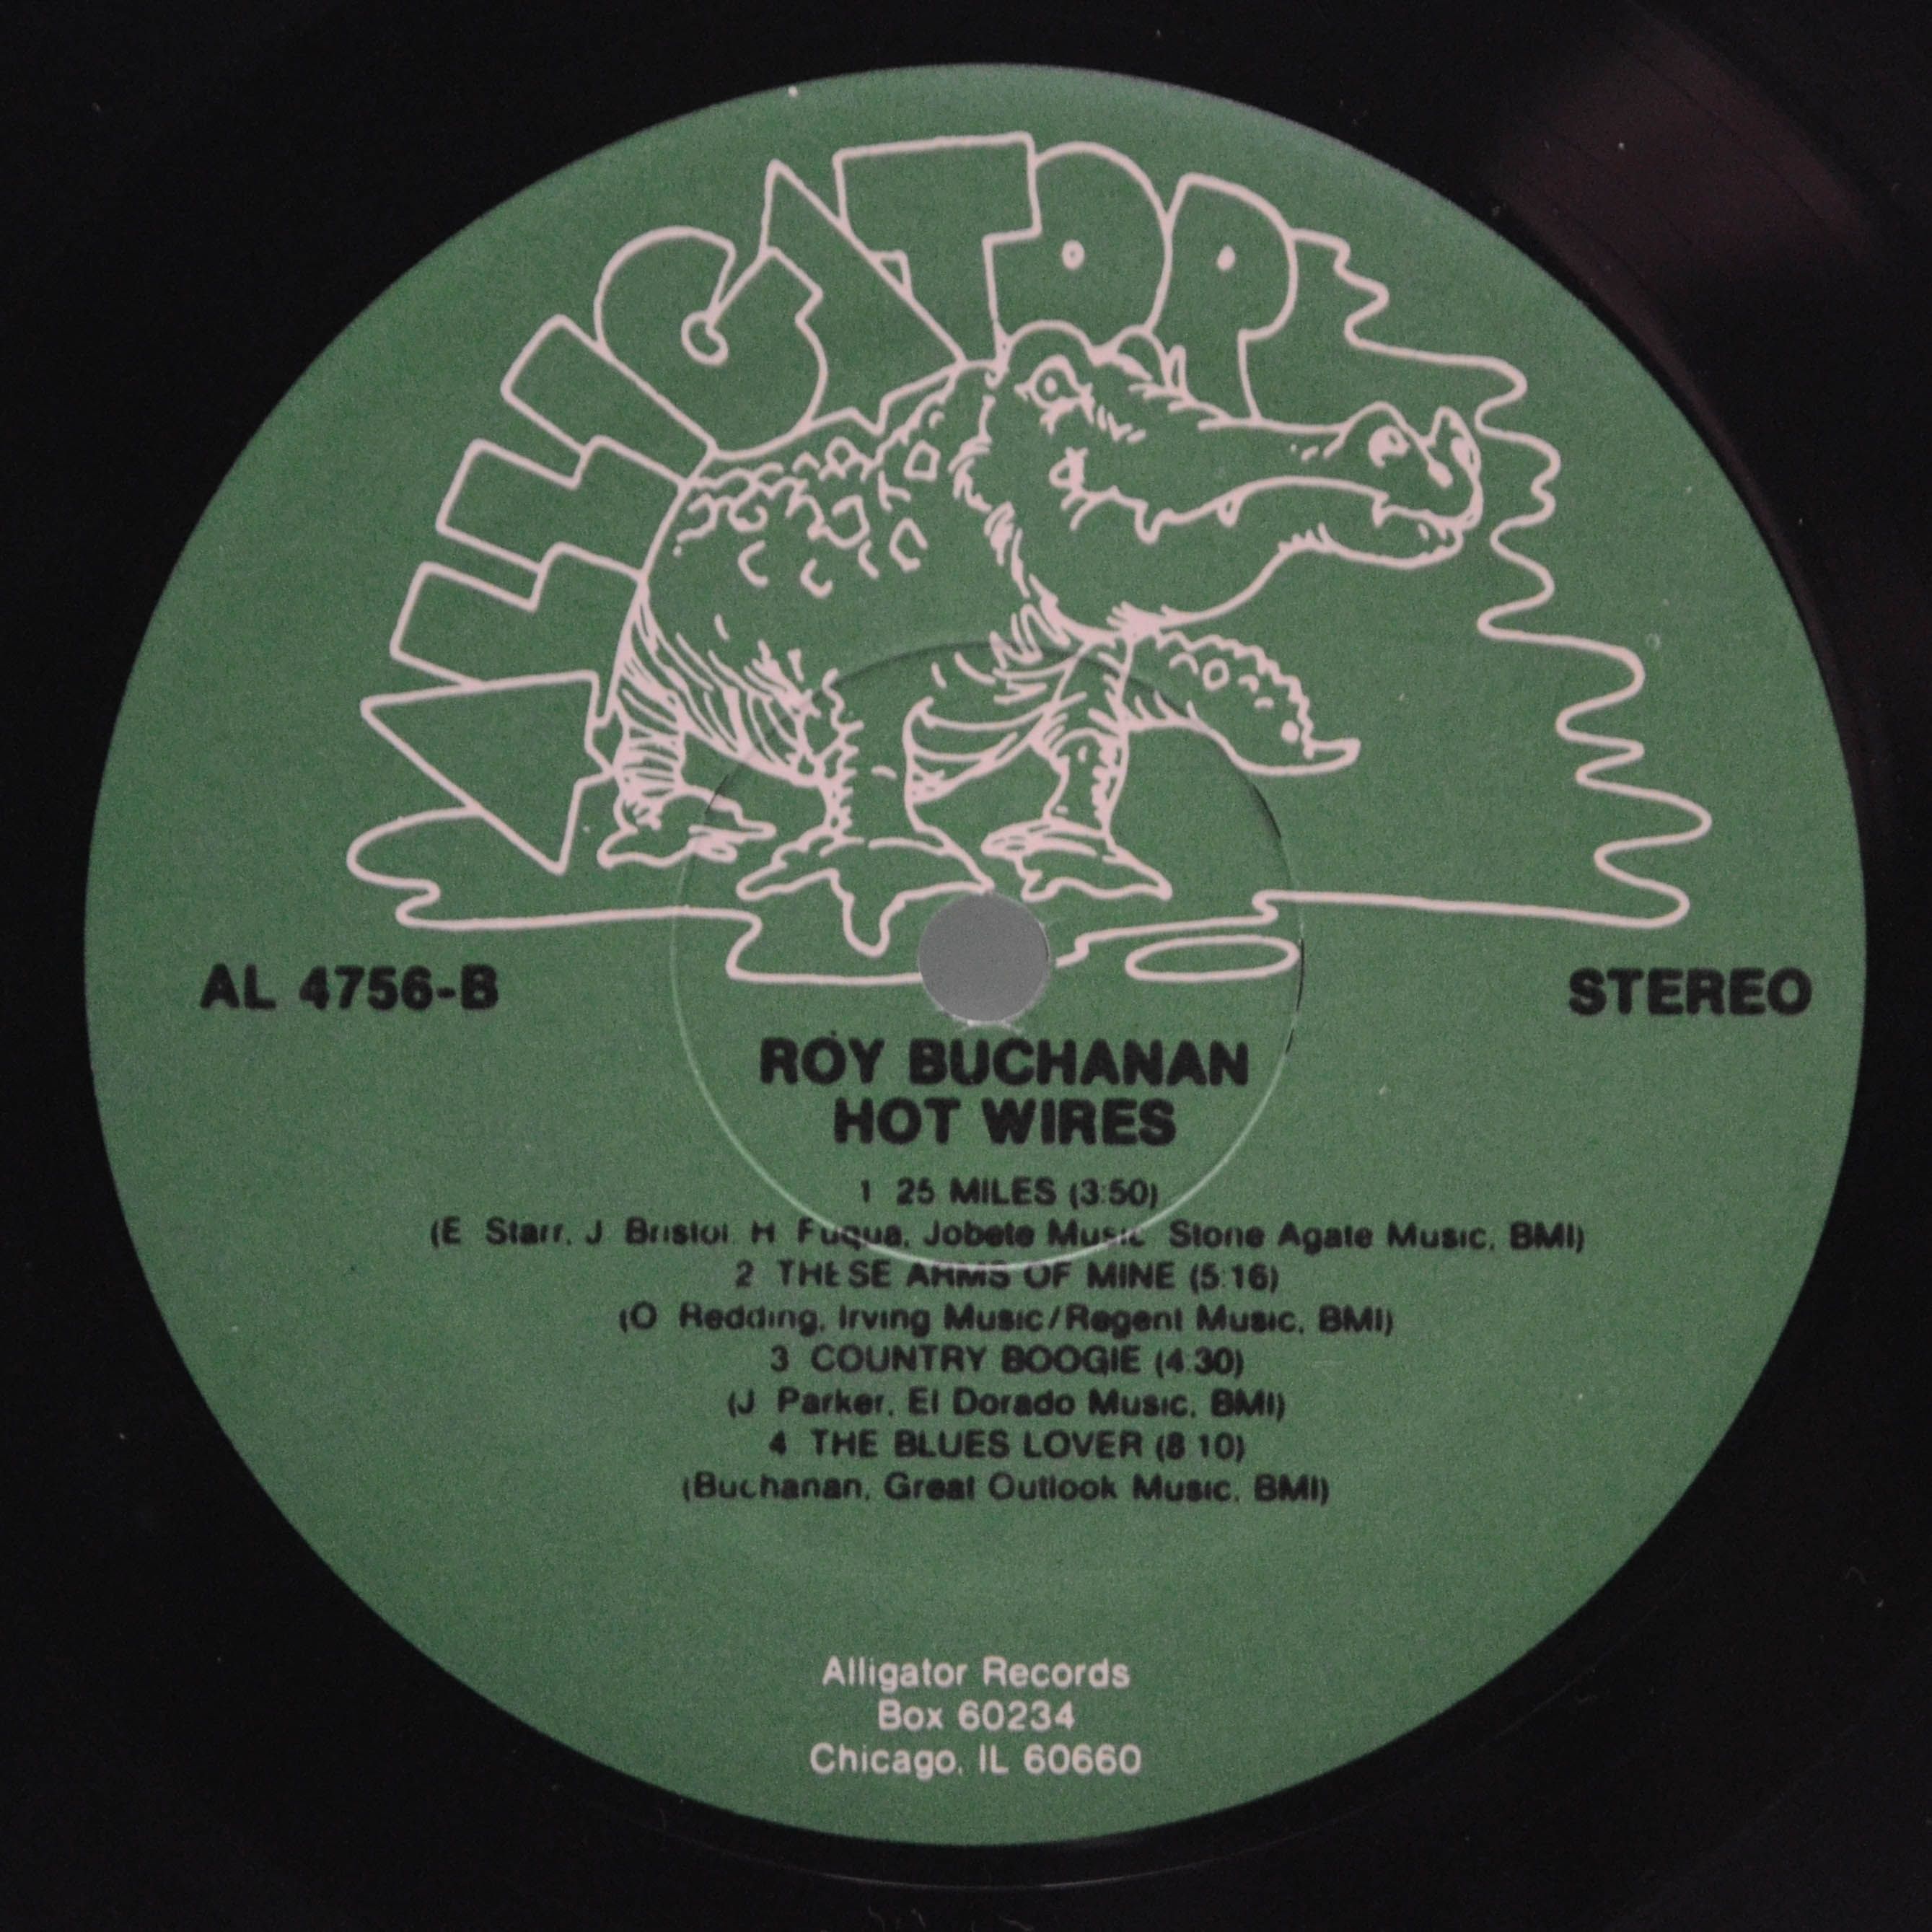 ALLIGATOR
AL 4756-B
STEREO
ROY BUCHANAN
HOT WIRES
1 25 MILES (3:50)
(E. Starr, J. Bristol, H. Fuqua, Jobete Music, Stone Agate Music, BMI)
2 THESE ARMS OF MINE (5:16)
(O. Redding, Irving Music/Regent Music, BMI)
3 COUNTRY BOOGIE (4:30)
(J. Parker, El Dorado Music, BMI)
4 THE BLUES LOVER (8:10)
(Buchanan, Great Outlook Music, BMI)
Alligator Records
Box 60234
Chicago, IL 60660